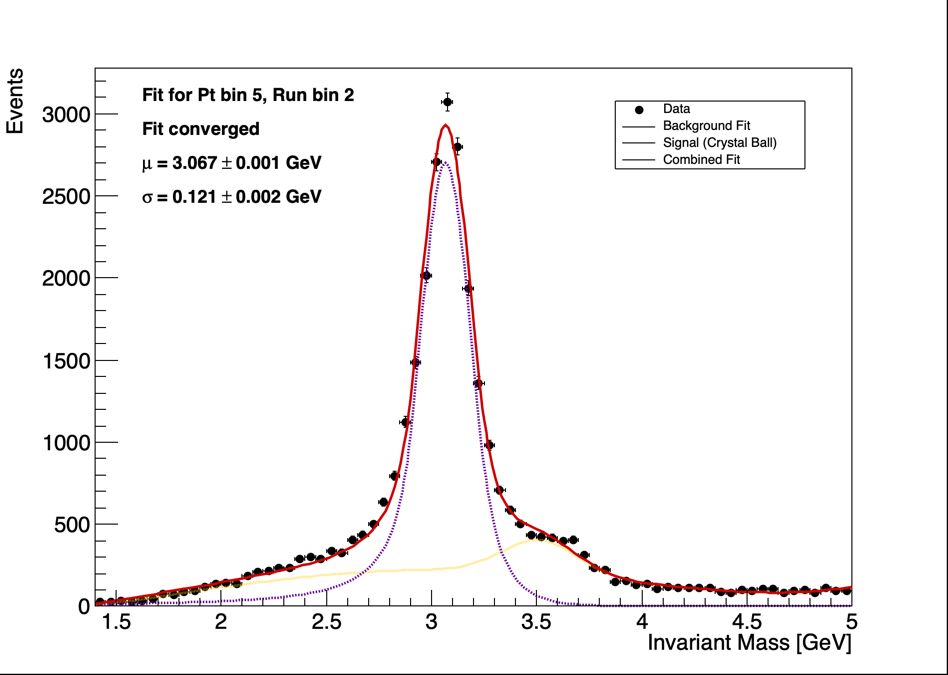 Events
Fit for Pt bin 5, Run bin 2
Fit converged
μ = 3.067 ± 0.001 GeV
σ = 0.121 ± 0.002 GeV
Data
Background Fit
Signal (Crystal Ball)
Combined Fit
3000
2500
2000
1500
1000
500
0
1.5 2 2.5 3 3.5 4 4.5 5
Invariant Mass [GeV]